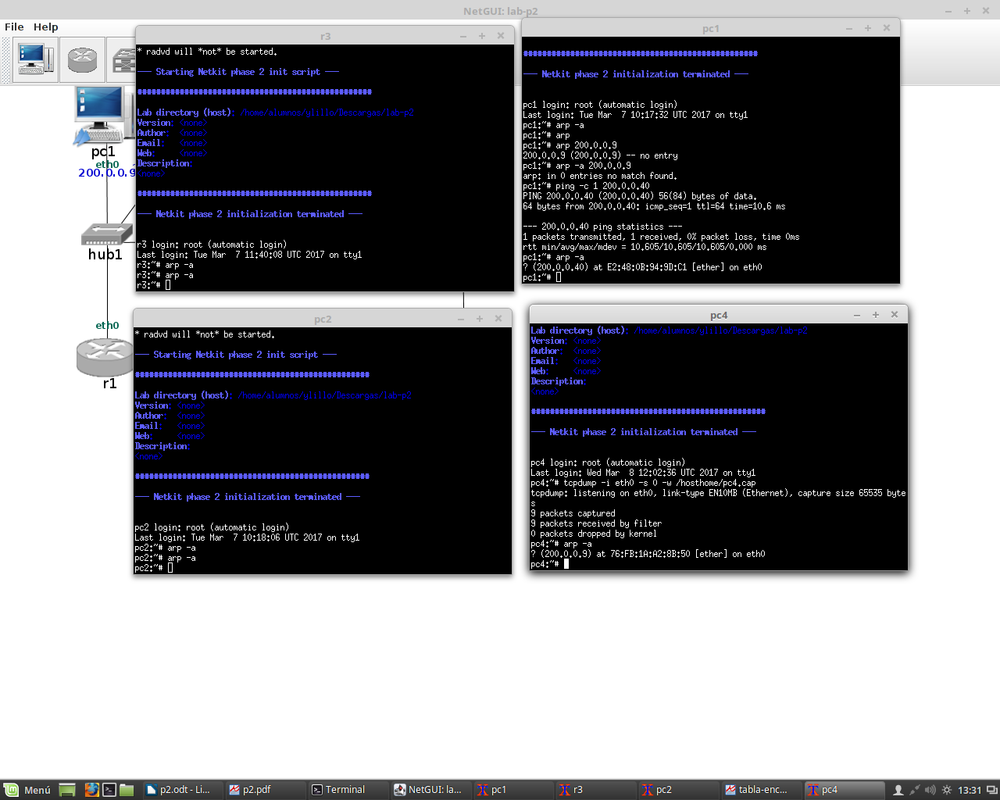 NetGUI: lab-p2
File Help
pc1
eth0
200.0.0.9
hub1
eth0
r1
r3
* radvd will *not* be started.
--- Starting Netkit phase 2 init script ---
##################################################
Lab directory (host): /home/alumnos/ylillo/Descargas/lab-p2
Version: <none>
Author: <none>
Email: <none>
Web: <none>
Description:
<none>
##################################################
--- Netkit phase 2 initialization terminated ---
r3 login: root (automatic login)
Last login: Tue Mar  7 11:40:08 UTC 2017 on tty1
r3:~# arp -a
r3:~# arp -a
r3:~#
pc1
##################################################
--- Netkit phase 2 initialization terminated ---
pc1 login: root (automatic login)
Last login: Tue Mar  7 10:17:32 UTC 2017 on tty1
pc1:~# arp -a
pc1:~# arp
pc1:~# arp 200.0.0.9
200.0.0.9 (200.0.0.9) -- no entry
pc1:~# arp -a 200.0.0.9
arp: in 0 entries no match found.
pc1:~# ping -c 1 200.0.0.40
PING 200.0.0.40 (200.0.0.40) 56(84) bytes of data.
64 bytes from 200.0.0.40: icmp_seq=1 ttl=64 time=10.6 ms
--- 200.0.0.40 ping statistics ---
1 packets transmitted, 1 received, 0% packet loss, time 0ms
rtt min/avg/max/mdev = 10.605/10.605/10.605/0.000 ms
pc1:~# arp -a
? (200.0.0.40) at E2:48:0B:94:9D:C1 [ether] on eth0
pc1:~#
pc2
* radvd will *not* be started.
--- Starting Netkit phase 2 init script ---
##################################################
Lab directory (host): /home/alumnos/ylillo/Descargas/lab-p2
Version: <none>
Author: <none>
Email: <none>
Web: <none>
Description:
<none>
##################################################
--- Netkit phase 2 initialization terminated ---
pc2 login: root (automatic login)
Last login: Tue Mar  7 10:18:06 UTC 2017 on tty1
pc2:~# arp -a
pc2:~# arp -a
pc2:~#
pc4
Lab directory (host): /home/alumnos/ylillo/Descargas/lab-p2
Version: <none>
Author: <none>
Email: <none>
Web: <none>
Description:
<none>
##################################################
--- Netkit phase 2 initialization terminated ---
pc4 login: root (automatic login)
Last login: Wed Mar  8 12:02:36 UTC 2017 on tty1
pc4:~# tcpdump -i eth0 -s 0 -w /hosthome/pc4.cap
tcpdump: listening on eth0, link-type EN10MB (Ethernet), capture size 65535 byte
s
9 packets captured
9 packets received by filter
0 packets dropped by kernel
pc4:~# arp -a
? (200.0.0.9) at 76:FB:1A:A2:8B:50 [ether] on eth0
pc4:~#
Menú p2.odt - Li... p2.pdf Terminal NetGUI: la... pc1 r3 pc2 tabla-enc... pc4 13:31